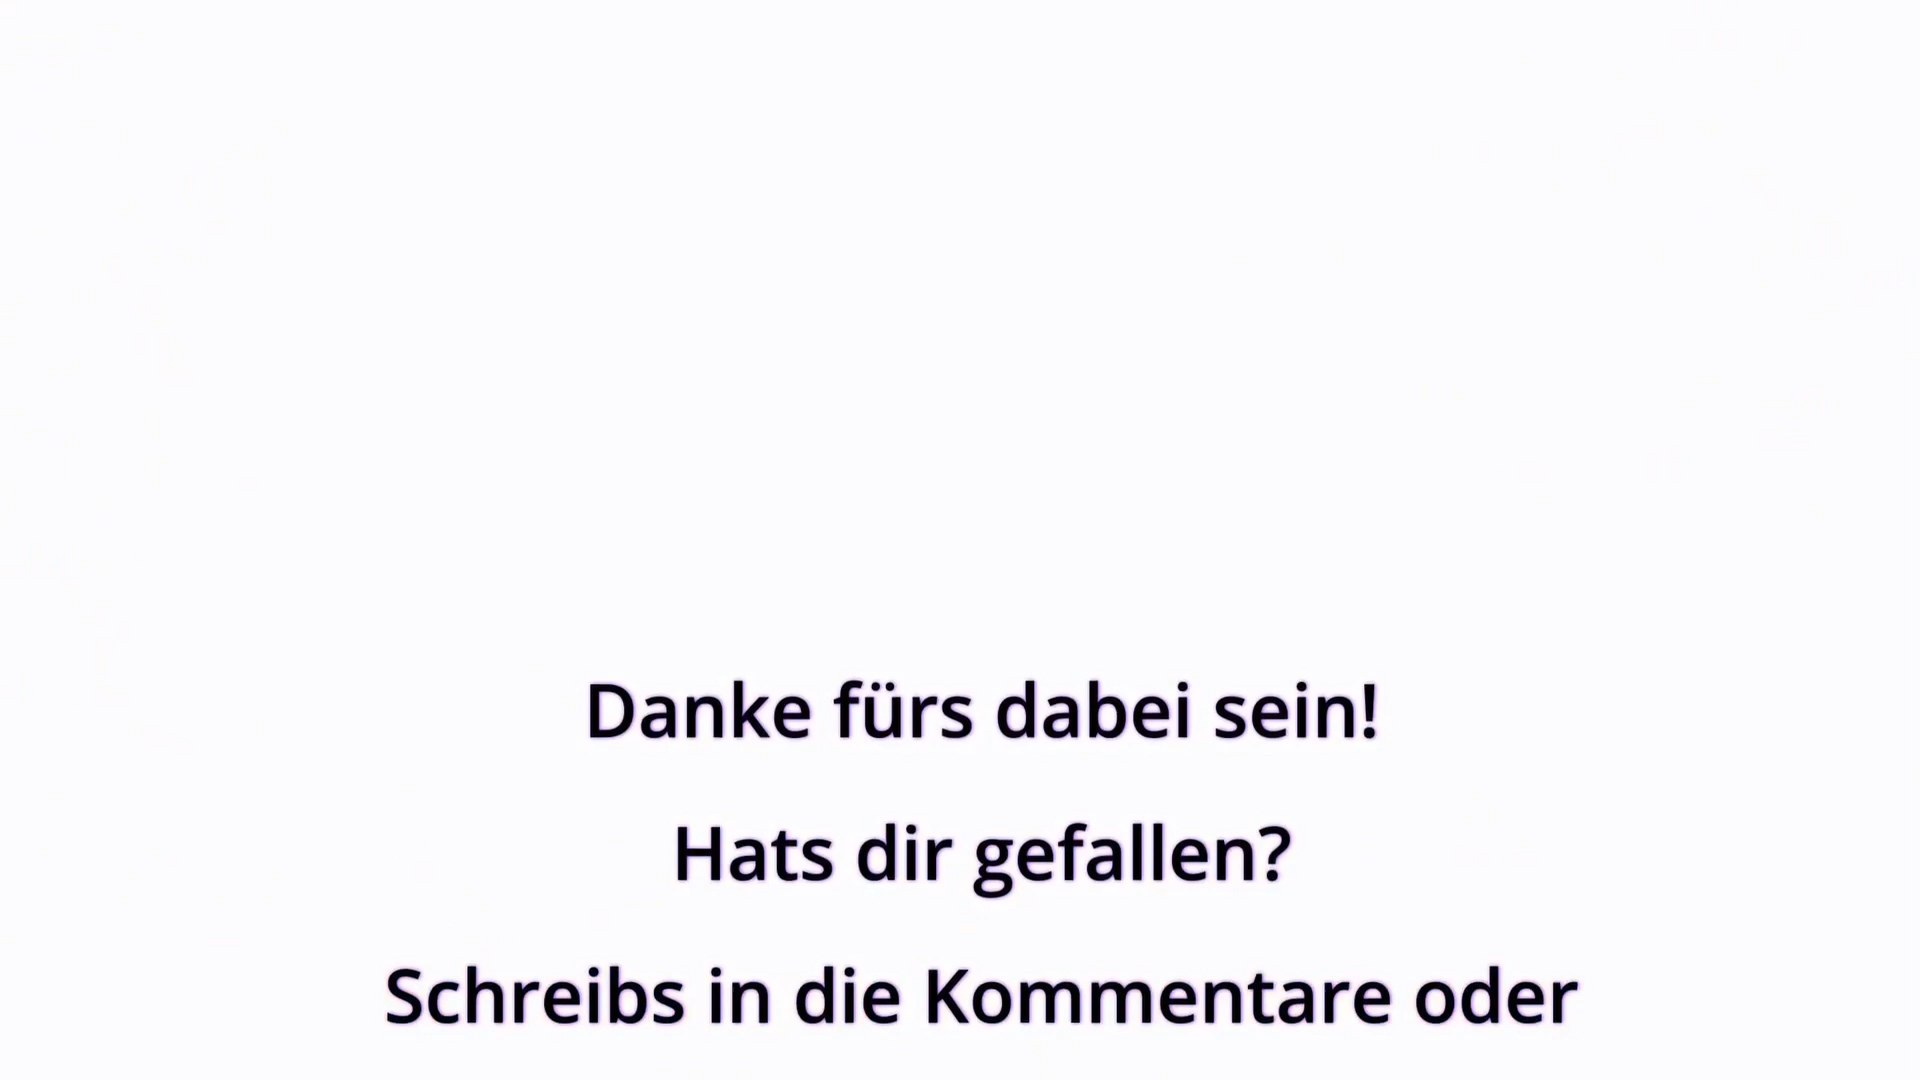 Danke fürs dabei sein!
Hats dir gefallen?
Schreibs in die Kommentare oder